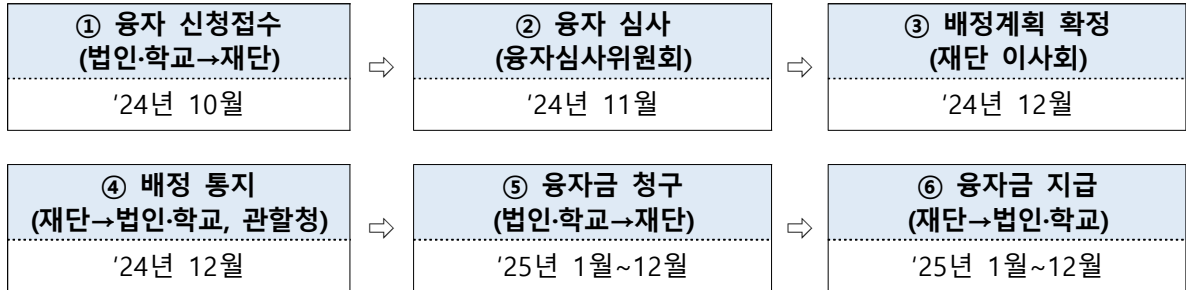 ① 융자 신청접수
(법인·학교→재단)
'24년 10월
⇨
② 융자 심사
(융자심사위원회)
'24년 11월
⇨
③ 배정계획 확정
(재단 이사회)
'24년 12월
④ 배정 통지
(재단→법인·학교, 관할청)
'24년 12월
⇨
⑤ 융자금 청구
(법인·학교→재단)
'25년 1월~12월
⇨
⑥ 융자금 지급
(재단→법인·학교)
'25년 1월~12월